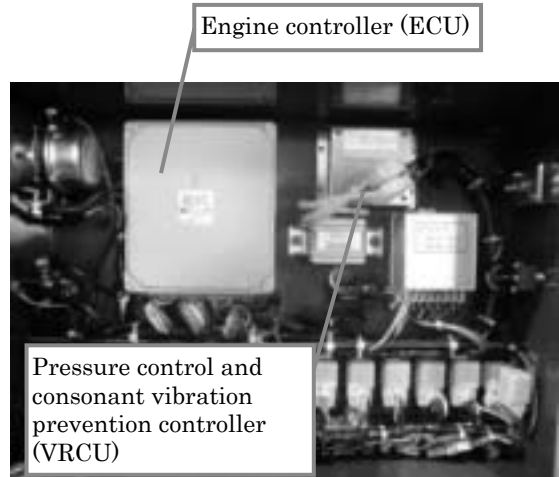 Engine controller (ECU)
Pressure control and
consonant vibration
prevention controller
(VRCU)